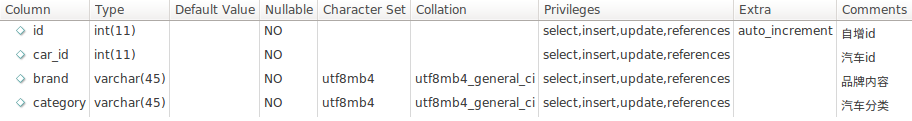 Column Type Default Value Nullable Character Set Collation Privileges Extra Comments
id int(11) NO select,insert,update,references auto_increment 自增id
car_id int(11) NO select,insert,update,references 汽车id
brand varchar(45) NO utf8mb4 utf8mb4_general_ci select,insert,update,references 品牌内容
category varchar(45) NO utf8mb4 utf8mb4_general_ci select,insert,update,references 汽车分类